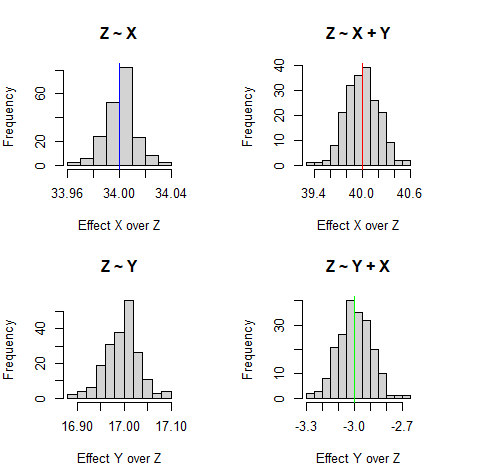 Z ~ X
Frequency
0
20
60
33.96
34.00
34.04
Effect X over Z
Z ~ X + Y
Frequency
0
10
20
30
40
39.4
40.0
40.6
Effect X over Z
Z ~ Y
Frequency
0
20
40
16.90
17.00
17.10
Effect Y over Z
Z ~ Y + X
Frequency
0
10
30
-3.3
-3.0
-2.7
Effect Y over Z